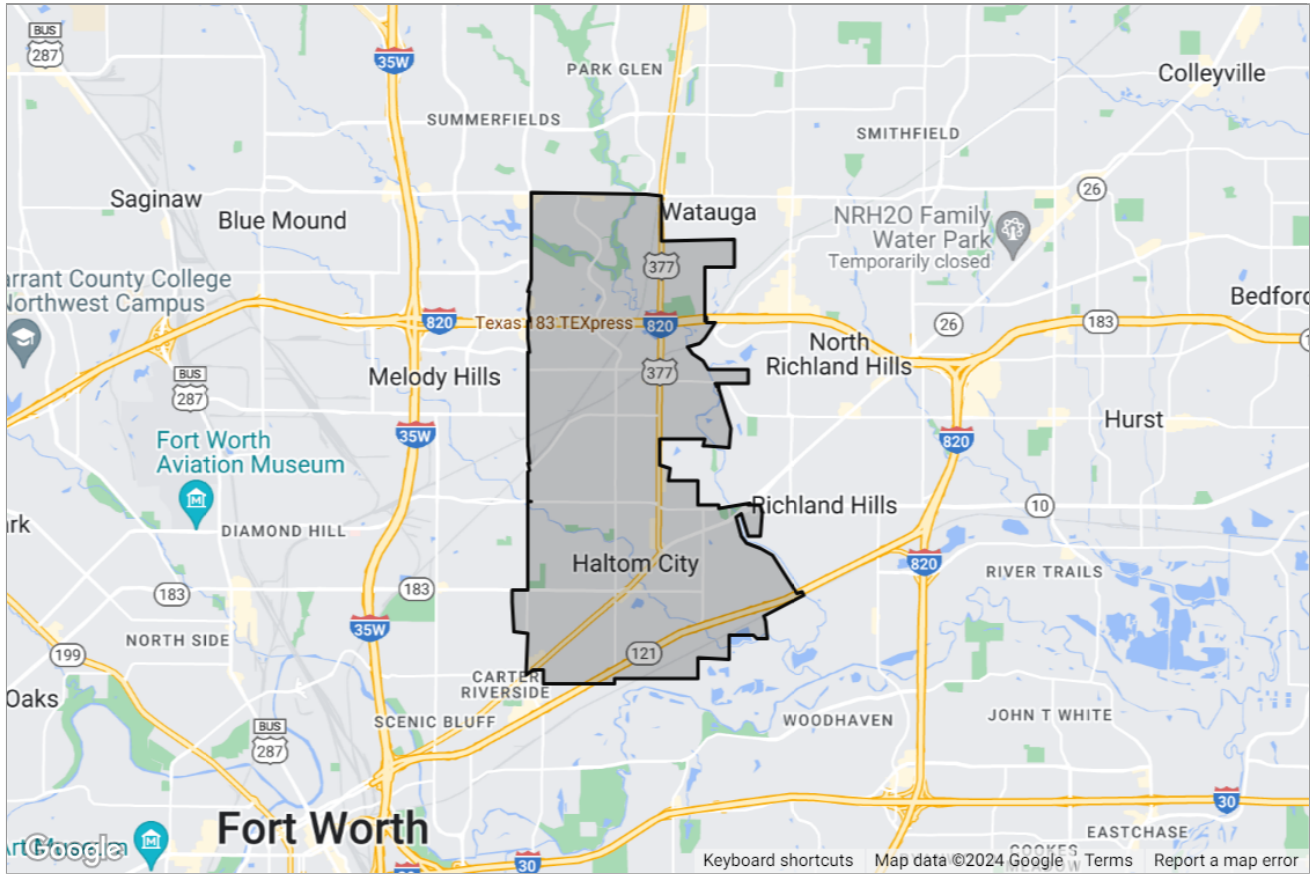 BUS
287
35W
PARK GLEN
Colleyville
SUMMERFIELDS
SMITHFIELD
26
Saginaw
Blue Mound
Watauga
NRH2O Family
Water Park
Temporarily closed
377
arrant County College
Northwest Campus
Bedford
820
Texas 183 TEXpress
820
26
183
North
Richland Hills
377
Melody Hills
BUS
287
Hurst
35W
820
Fort Worth
Aviation Museum
Richland Hills
10
ark
DIAMOND HILL
Haltom City
820
RIVER TRAILS
183
183
35W
NORTH SIDE
199
121
CARTER
RIVERSIDE
Oaks
SCENIC BLUFF
WOODHAVEN
JOHN T WHITE
BUS
287
30
Fort Worth
EASTCHASE
Google
30
Keyboard shortcuts
Map data ©2024 Google
Terms
Report a map error